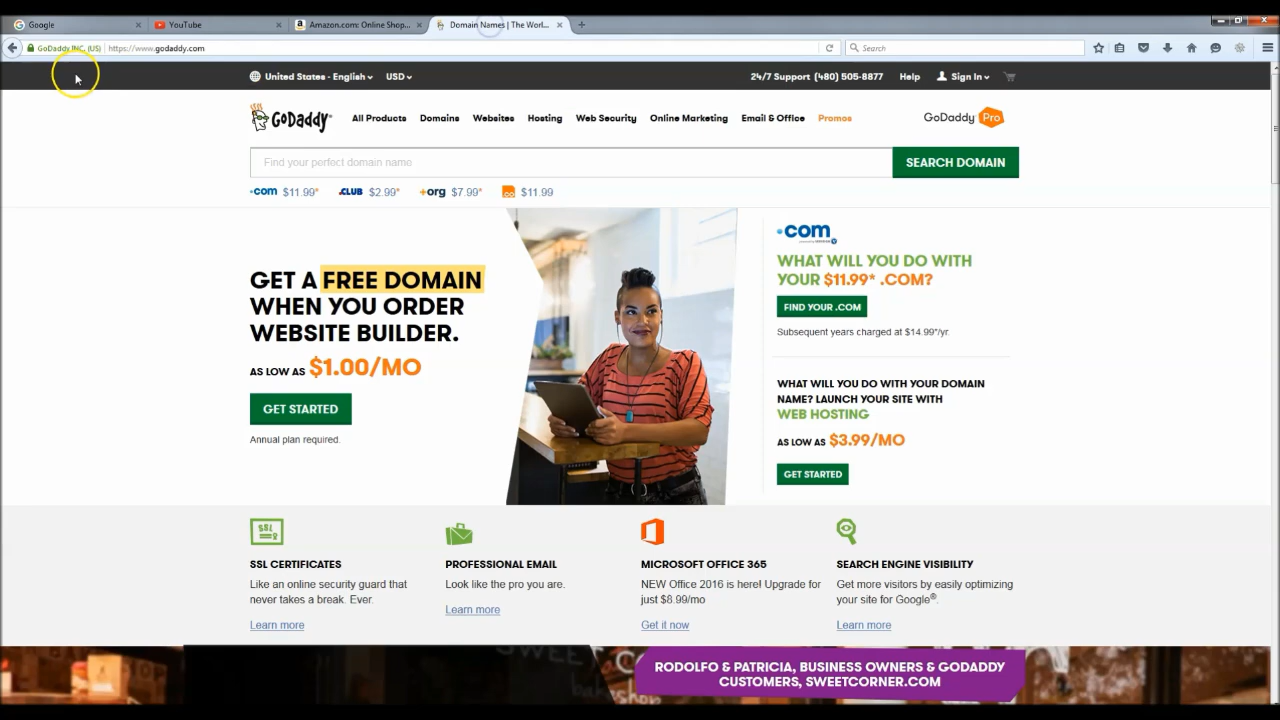 Google
YouTube
Amazon.com: Online Shop...
Domain Names | The Worl...
GoDaddy INC. (US)
https://www.godaddy.com
Search
United States - English
USD
24/7 Support (480) 505-8877
Help
Sign In
GoDaddy
All Products
Domains
Websites
Hosting
Web Security
Online Marketing
Email & Office
Promos
GoDaddy Pro
Find your perfect domain name
SEARCH DOMAIN
.com $11.99*
.CLUB $2.99*
.org $7.99*
.co $11.99
GET A FREE DOMAIN
WHEN YOU ORDER
WEBSITE BUILDER.
AS LOW AS $1.00/MO
GET STARTED
Annual plan required.
.com
WHAT WILL YOU DO WITH
YOUR $11.99* .COM?
FIND YOUR .COM
Subsequent years charged at $14.99*/yr.
WHAT WILL YOU DO WITH YOUR DOMAIN
NAME? LAUNCH YOUR SITE WITH
WEB HOSTING
AS LOW AS $3.99/MO
GET STARTED
SSL
SSL CERTIFICATES
Like an online security guard that
never takes a break. Ever.
Learn more
PROFESSIONAL EMAIL
Look like the pro you are.
Learn more
MICROSOFT OFFICE 365
NEW Office 2016 is here! Upgrade for
just $8.99/mo
Get it now
SEARCH ENGINE VISIBILITY
Get more visitors by easily optimizing
your site for Google®.
Learn more
RODOLFO & PATRICIA, BUSINESS OWNERS & GODADDY
CUSTOMERS, SWEETCORNER.COM